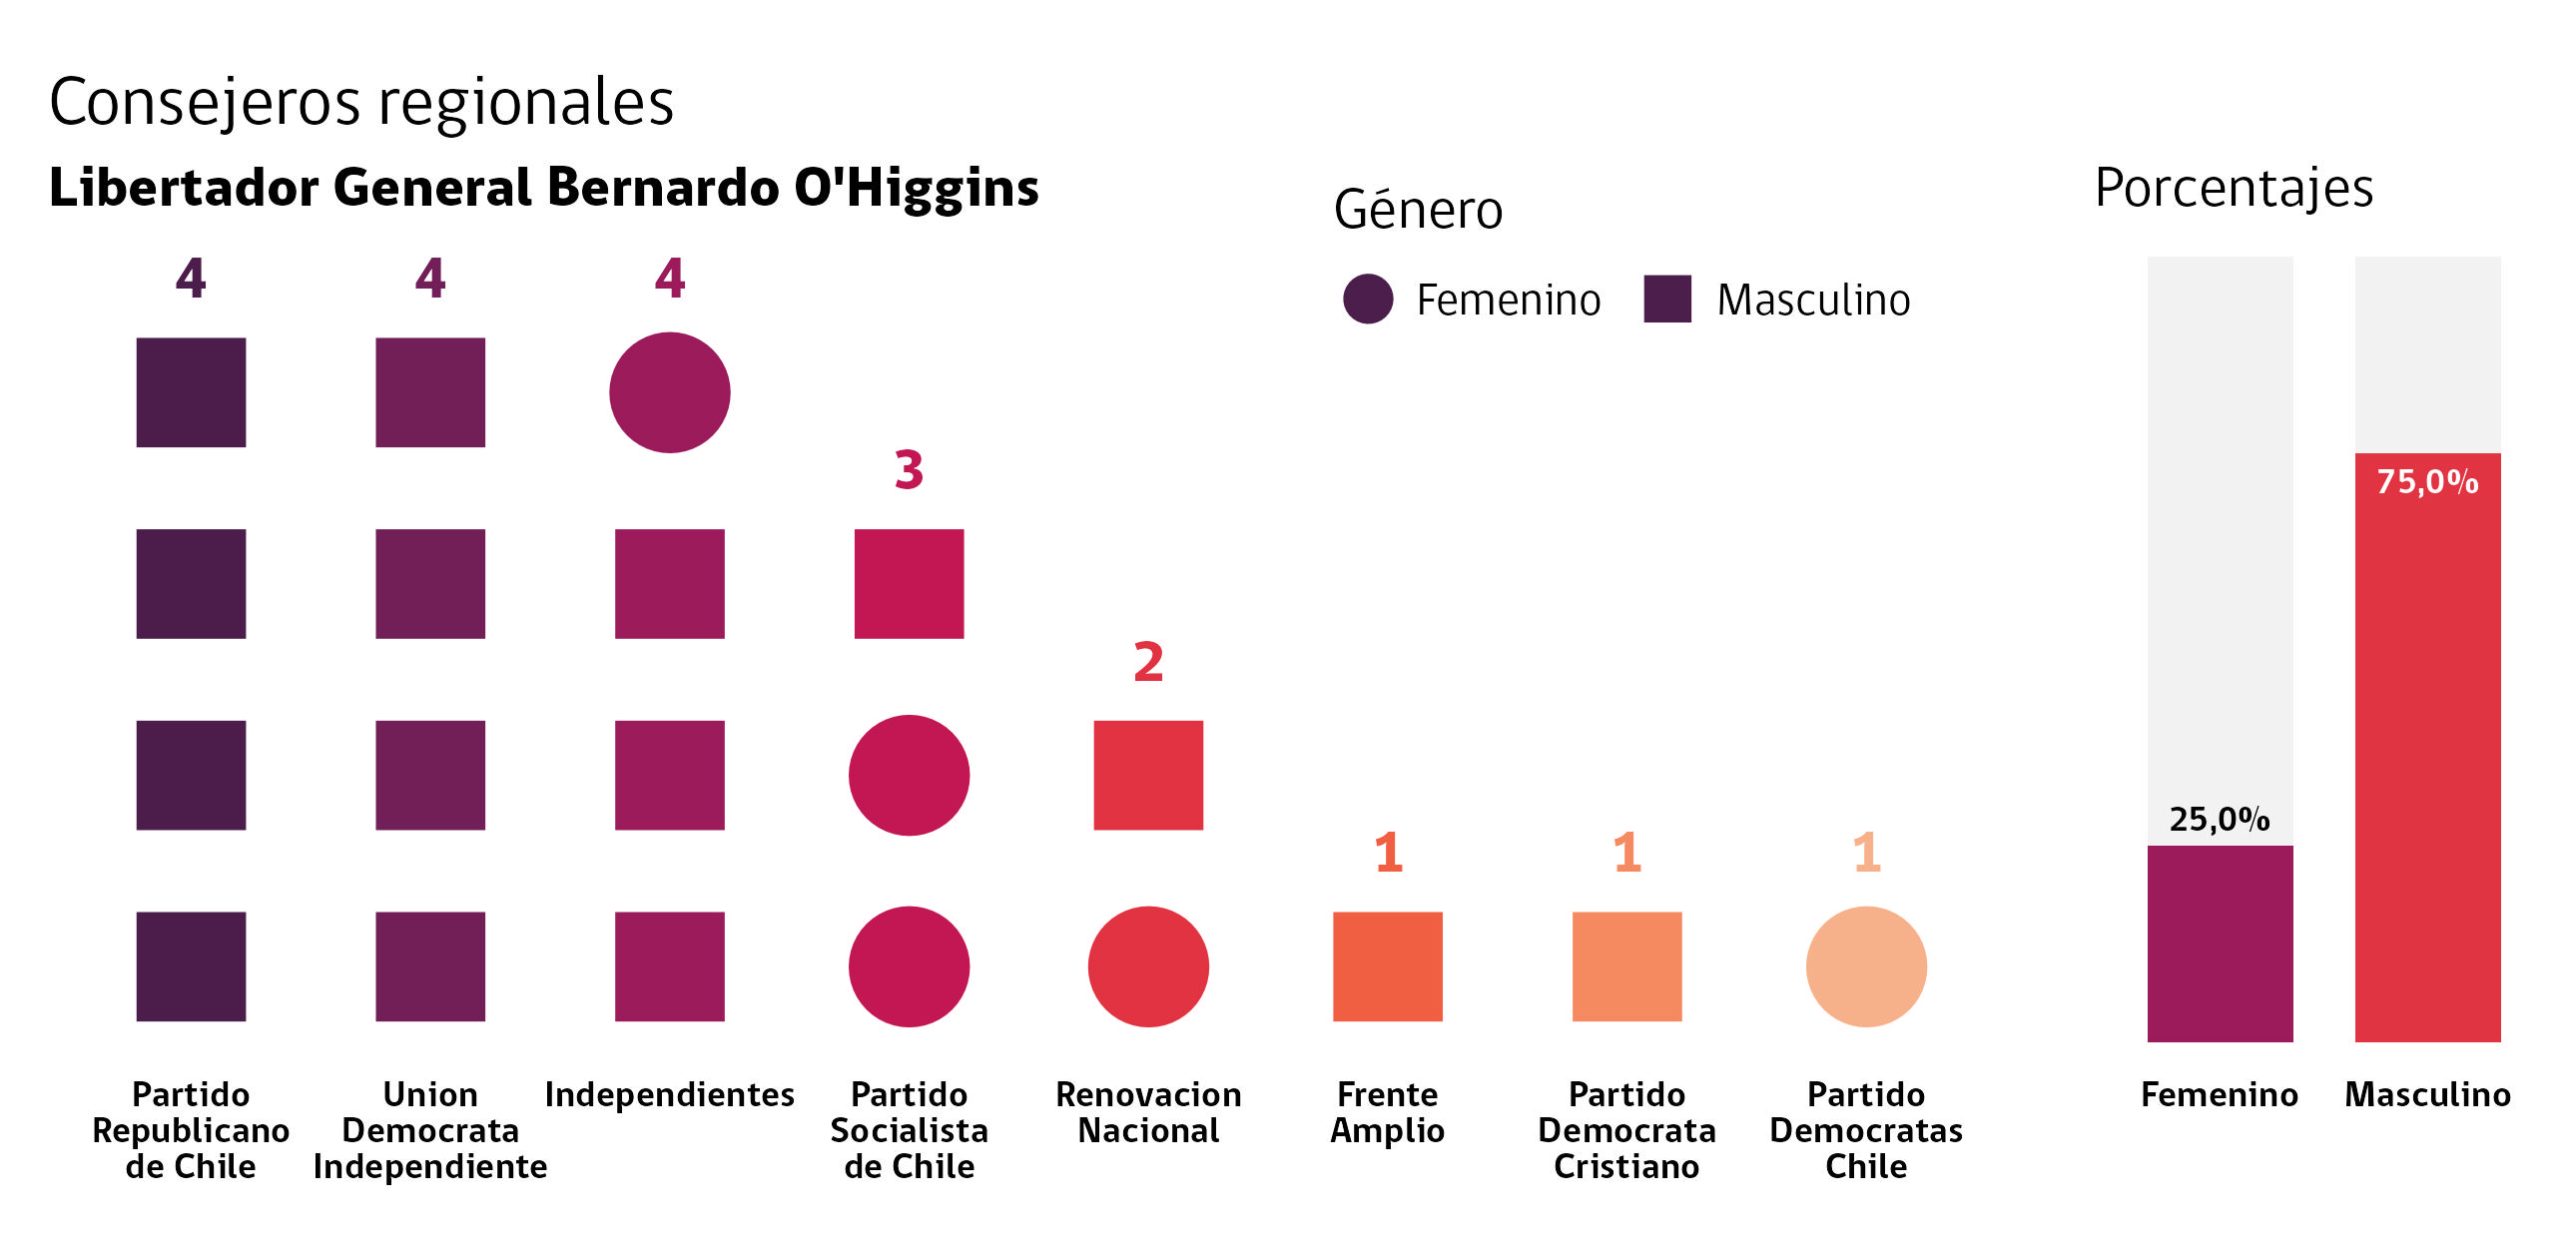 Consejeros regionales
Libertador General Bernardo O'Higgins
Género
Femenino
Masculino
Porcentajes
4
4
4
3
2
1
1
1
Partido
Republicano
de Chile
Union
Democrata
Independiente
Independientes
Partido
Socialista
de Chile
Renovacion
Nacional
Frente
Amplio
Partido
Democrata
Cristiano
Partido
Democratas
Chile
25,0%
75,0%
Femenino
Masculino